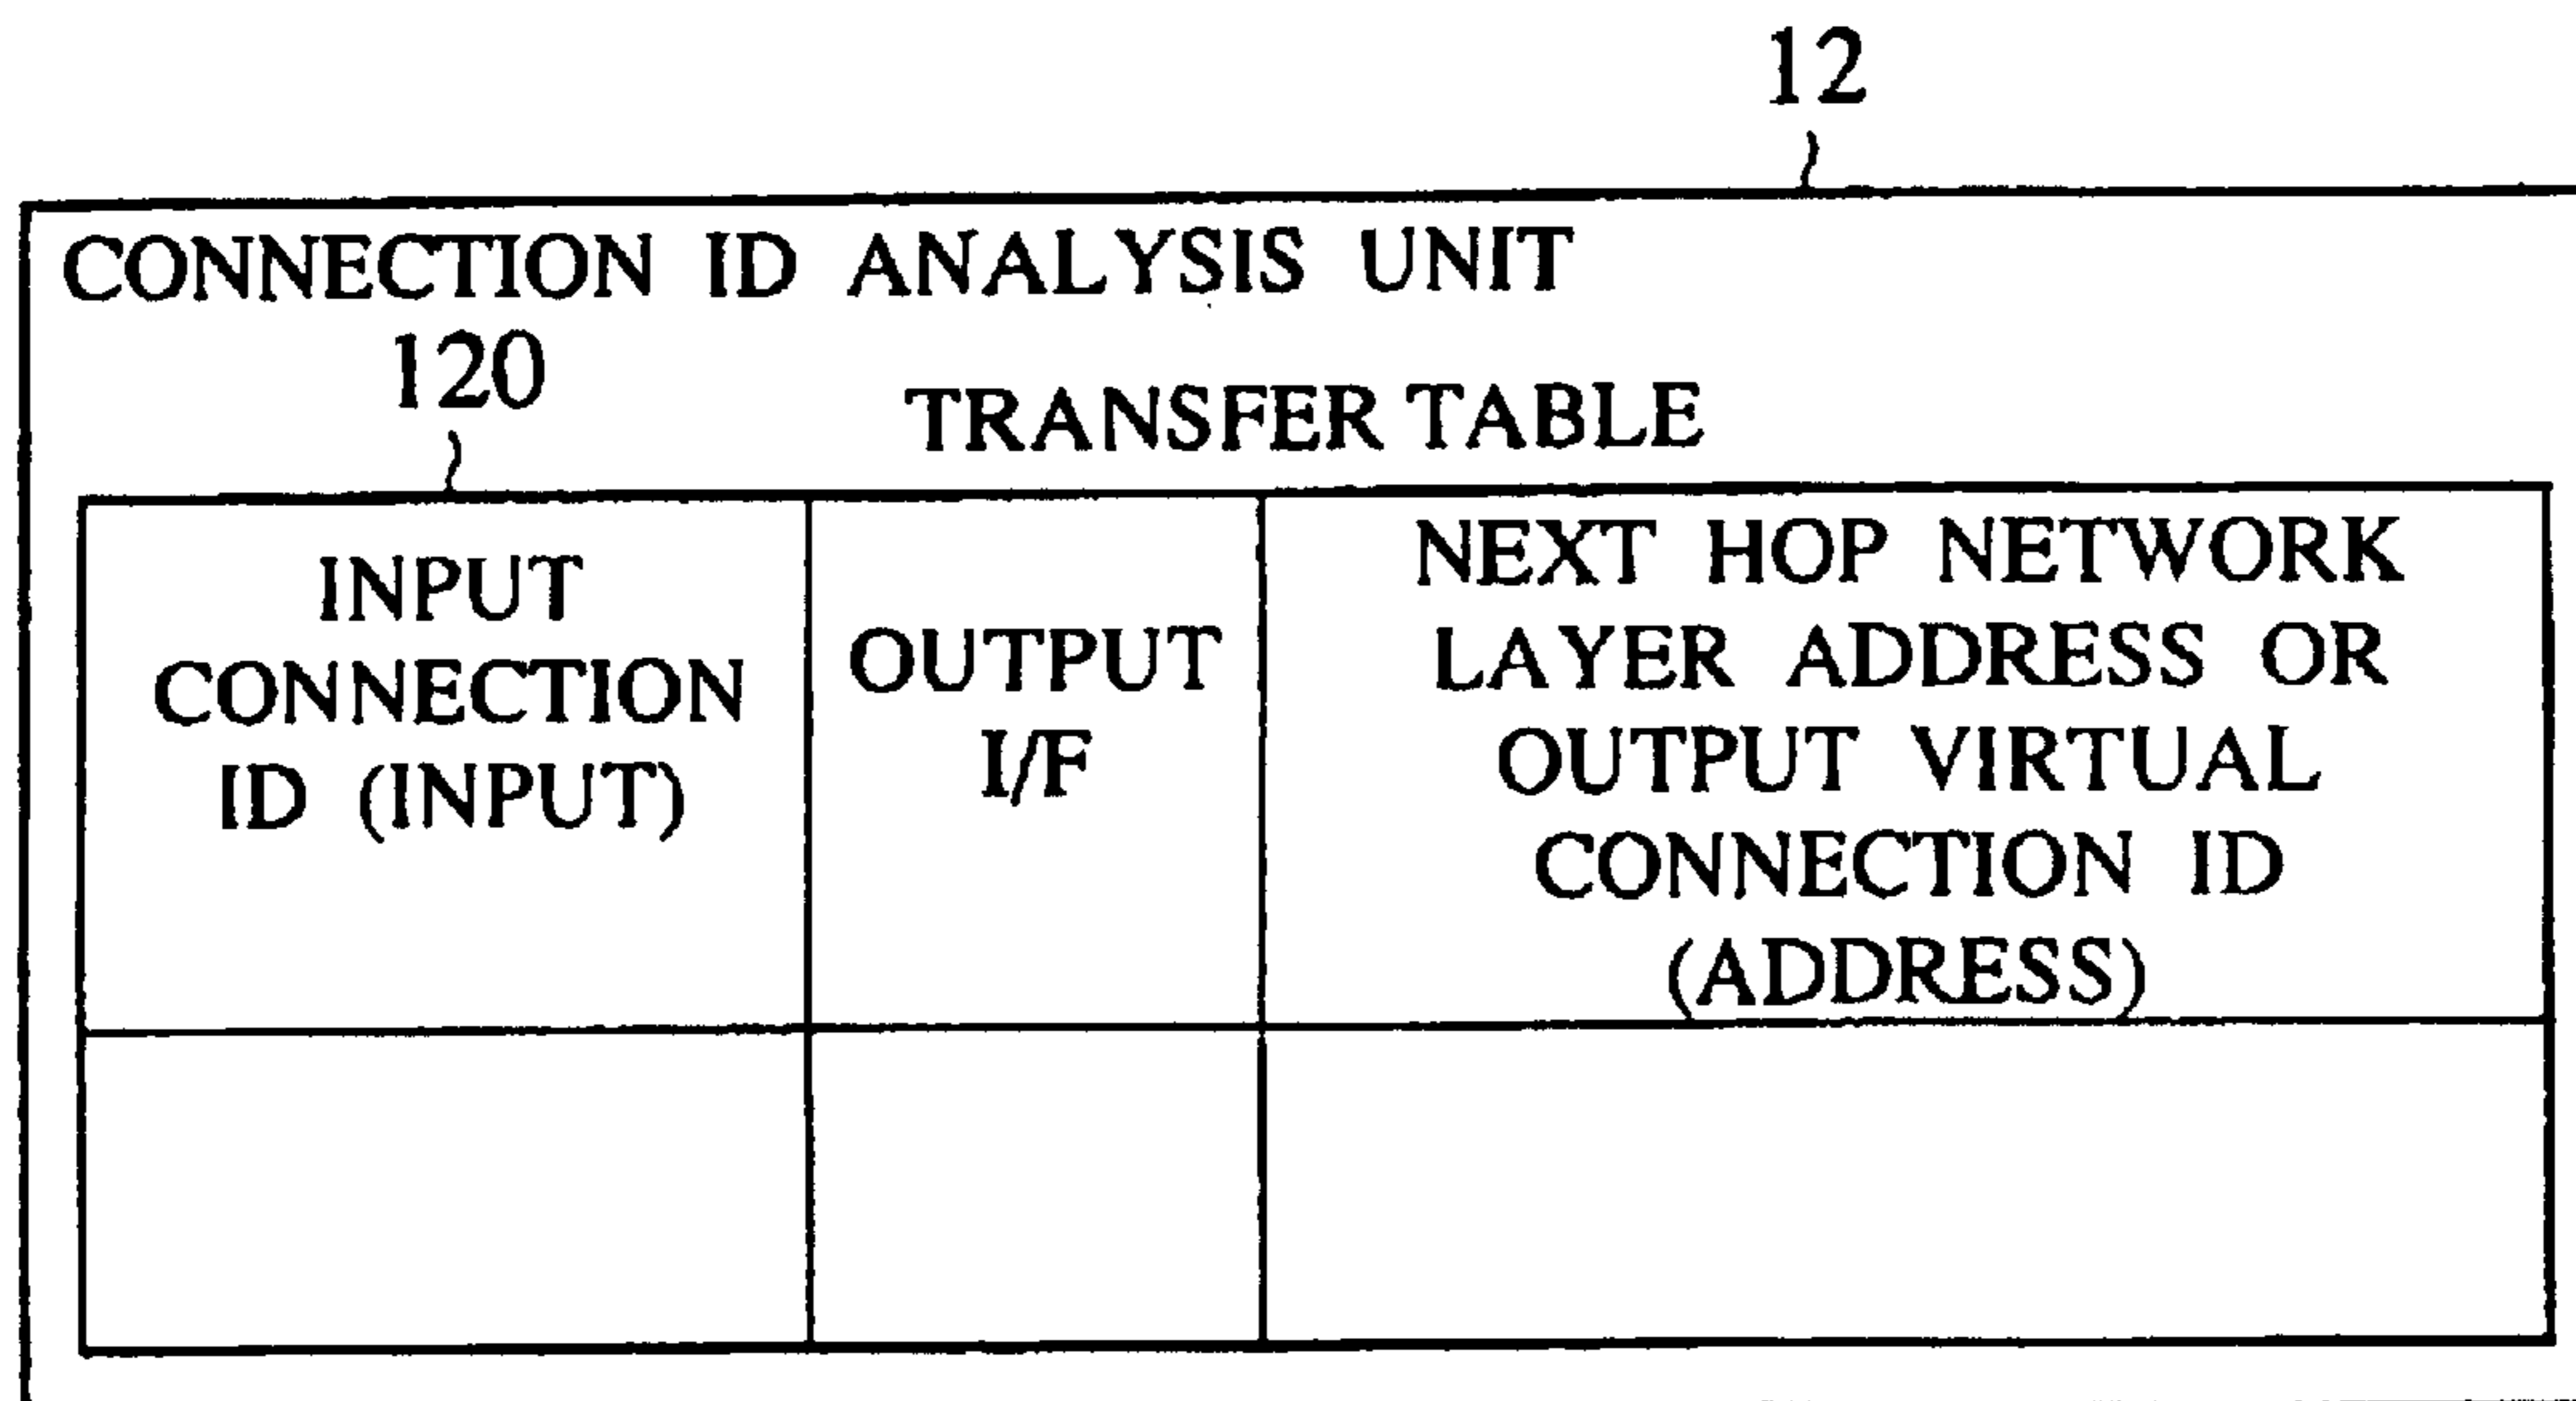 12
CONNECTION ID ANALYSIS UNIT
120
TRANSFER TABLE
INPUT
CONNECTION
ID (INPUT)
OUTPUT
I/F
NEXT HOP NETWORK
LAYER ADDRESS OR
OUTPUT VIRTUAL
CONNECTION ID
(ADDRESS)